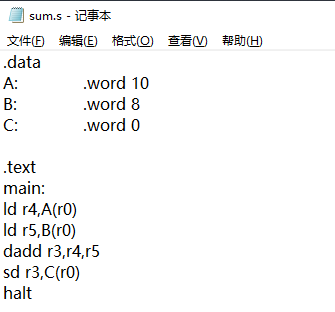 sum.s - 记事本
文件(F) 编辑(E) 格式(O) 查看(V) 帮助(H)
.data
A: .word 10
B: .word 8
C: .word 0
.text
main:
ld r4,A(r0)
ld r5,B(r0)
dadd r3,r4,r5
sd r3,C(r0)
halt